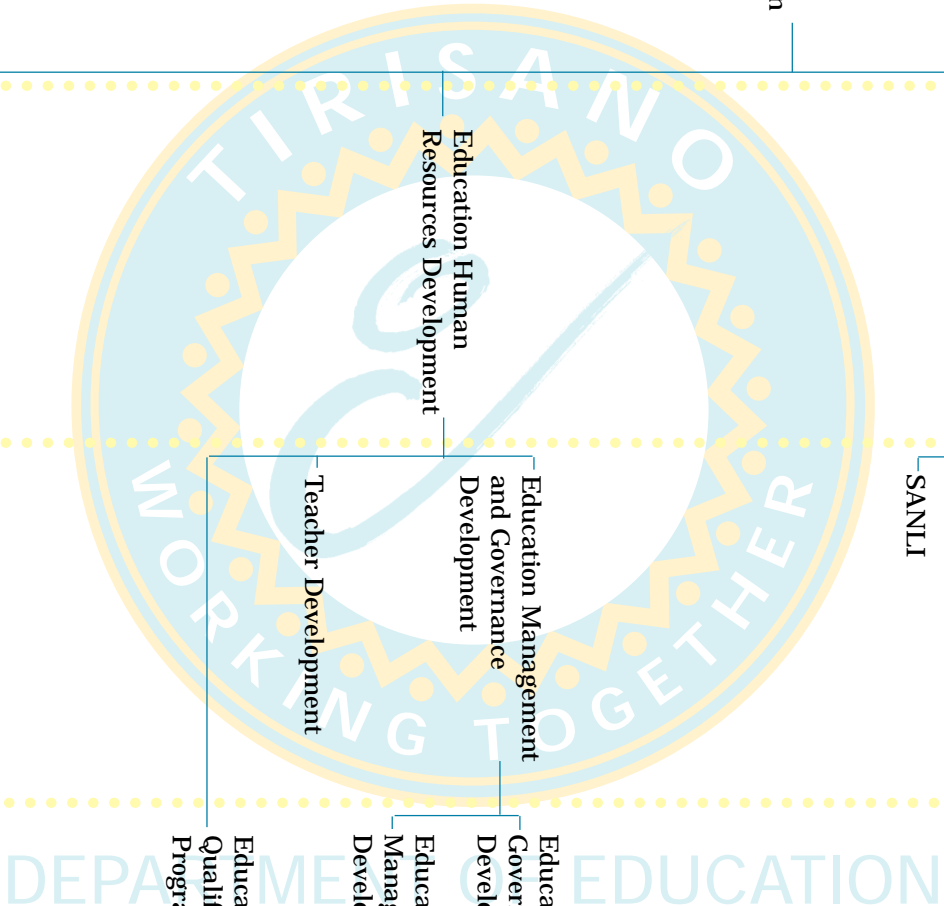 TIRISANO
WORKING TOGETHER
SANLI
Education Human
Resources Development
Education Management
and Governance
Development
Teacher Development
DEPARTMENT OF EDUCATION